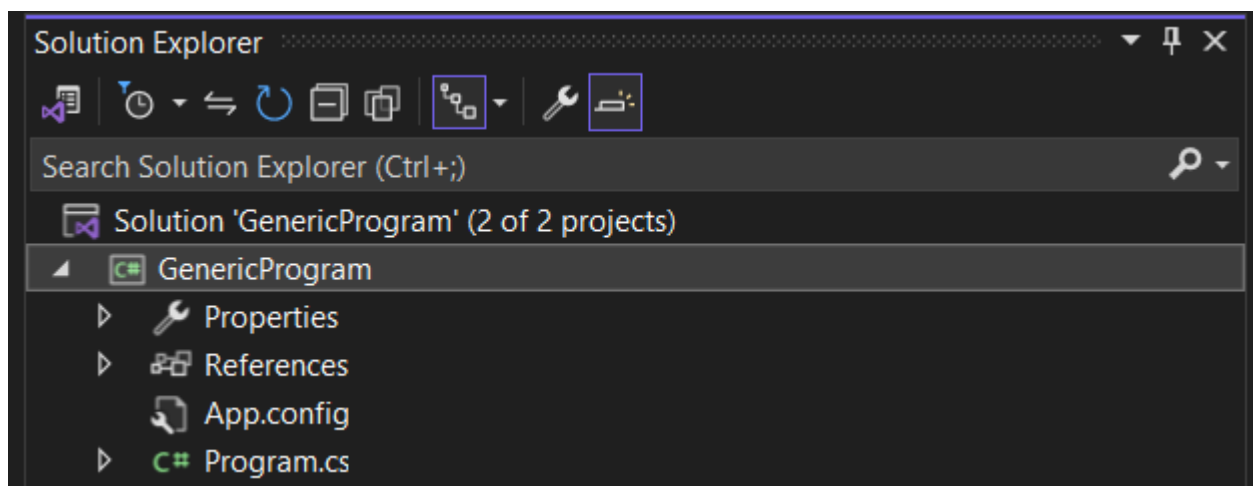 Solution Explorer
Search Solution Explorer (Ctrl+;)
Solution 'GenericProgram' (2 of 2 projects)
C# GenericProgram
Properties
References
App.config
C# Program.cs